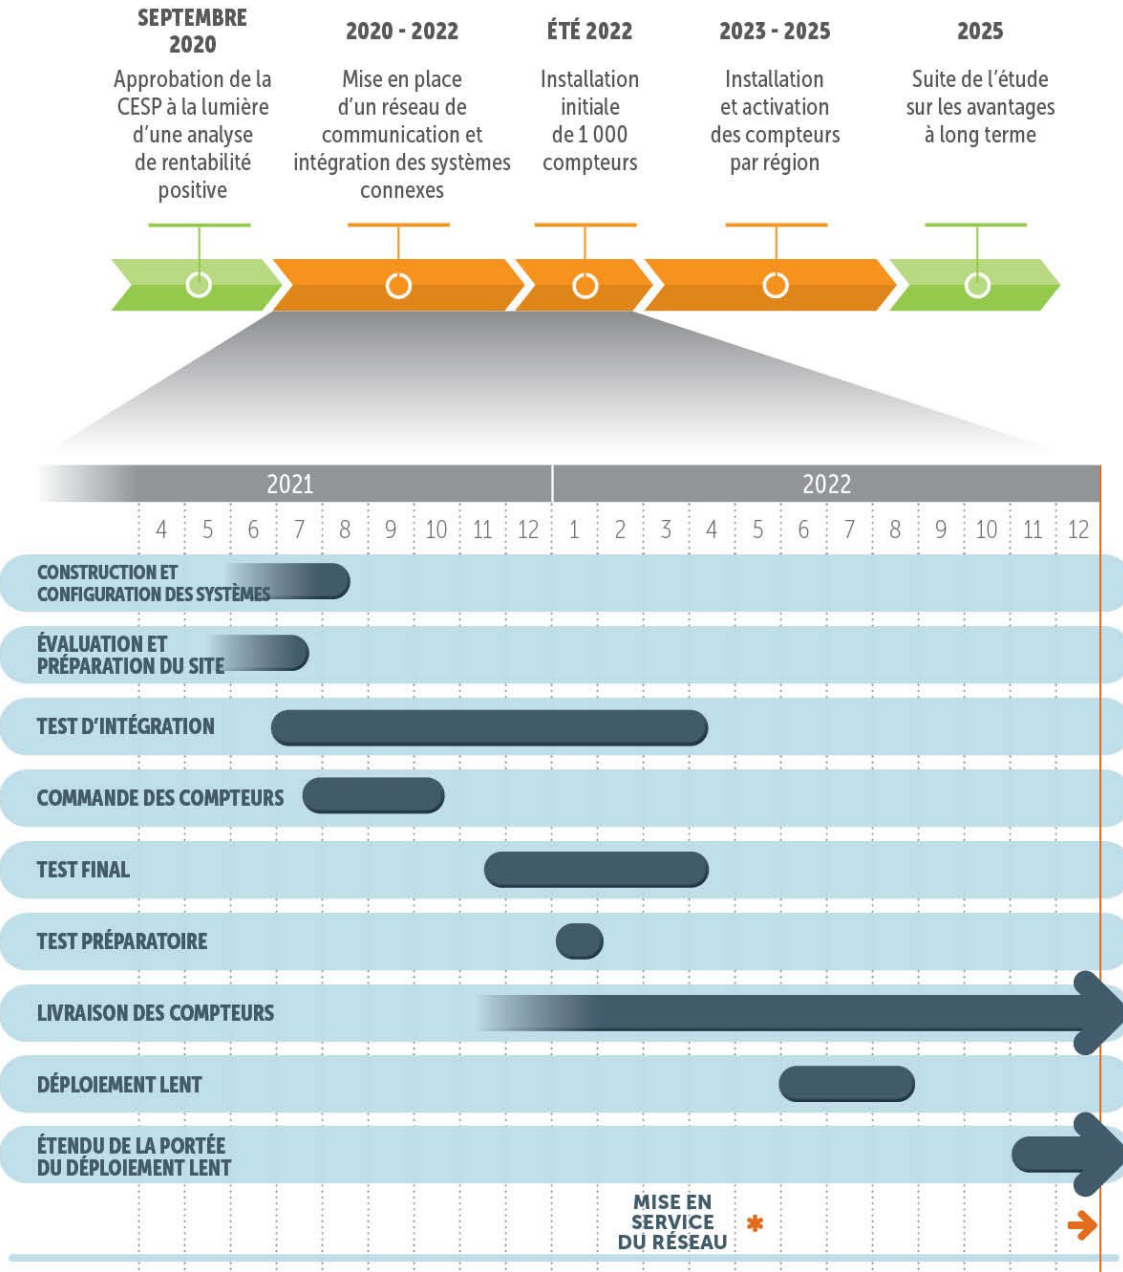 SEPTEMBRE
2020
Approbation de la
CESP à la lumière
d'une analyse
de rentabilité
positive
2020 - 2022
Mise en place
d'un réseau de
communication et
intégration des systèmes
connexes
ÉTÉ 2022
Installation
initiale
de 1 000
compteurs
2023 - 2025
Installation
et activation
des compteurs
par région
2025
Suite de l'étude
sur les avantages
à long terme
2021 2022
4 5 6 7 8 9 10 11 12 1 2 3 4 5 6 7 8 9 10 11 12
CONSTRUCTION ET
CONFIGURATION DES SYSTÈMES
ÉVALUATION ET
PRÉPARATION DU SITE
TEST D'INTÉGRATION
COMMANDE DES COMPTEURS
TEST FINAL
TEST PRÉPARATOIRE
LIVRAISON DES COMPTEURS
DÉPLOIEMENT LENT
ÉTENDU DE LA PORTÉE
DU DÉPLOIEMENT LENT
MISE EN
SERVICE
DU RÉSEAU